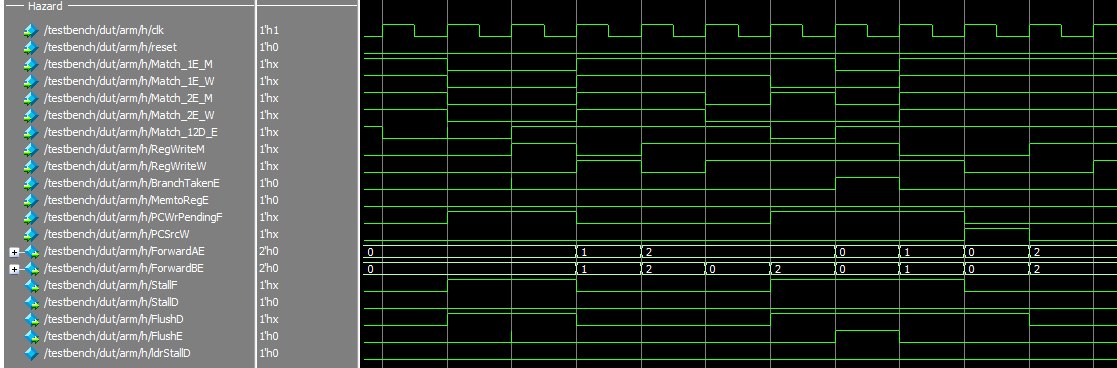 Hazard
/testbench/dut/arm/h/clk 1'h1
/testbench/dut/arm/h/reset 1'h0
/testbench/dut/arm/h/Match_1E_M 1'hx
/testbench/dut/arm/h/Match_1E_W 1'hx
/testbench/dut/arm/h/Match_2E_M 1'hx
/testbench/dut/arm/h/Match_2E_W 1'hx
/testbench/dut/arm/h/Match_12D_E 1'hx
/testbench/dut/arm/h/RegWriteM 1'hx
/testbench/dut/arm/h/RegWriteW 1'hx
/testbench/dut/arm/h/BranchTakenE 1'h0
/testbench/dut/arm/h/MemtoRegE 1'h0
/testbench/dut/arm/h/PCWrPendingF 1'hx
/testbench/dut/arm/h/PCSrcW 1'hx
/testbench/dut/arm/h/ForwardAE 2'h0 0 1 2 0 1 0 2
/testbench/dut/arm/h/ForwardBE 2'h0 0 1 2 0 2 0 1 0 2
/testbench/dut/arm/h/StallF 1'hx
/testbench/dut/arm/h/StallD 1'h0
/testbench/dut/arm/h/FlushD 1'hx
/testbench/dut/arm/h/FlushE 1'h0
/testbench/dut/arm/h/ldrStallD 1'h0